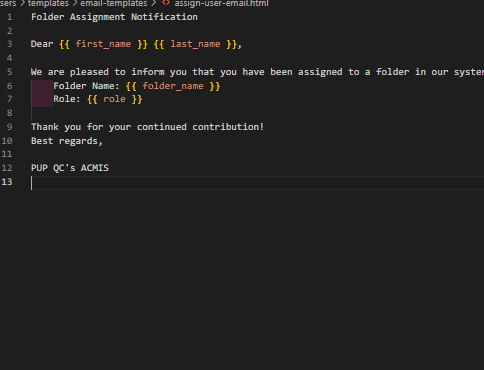 sers > templates > email-templates > <> assign-user-email.html
1 Folder Assignment Notification
2
3 Dear {{ first_name }} {{ last_name }},
4
5 We are pleased to inform you that you have been assigned to a folder in our system
6 Folder Name: {{ folder_name }}
7 Role: {{ role }}
8
9 Thank you for your continued contribution!
10 Best regards,
11
12 PUP QC's ACMIS
13